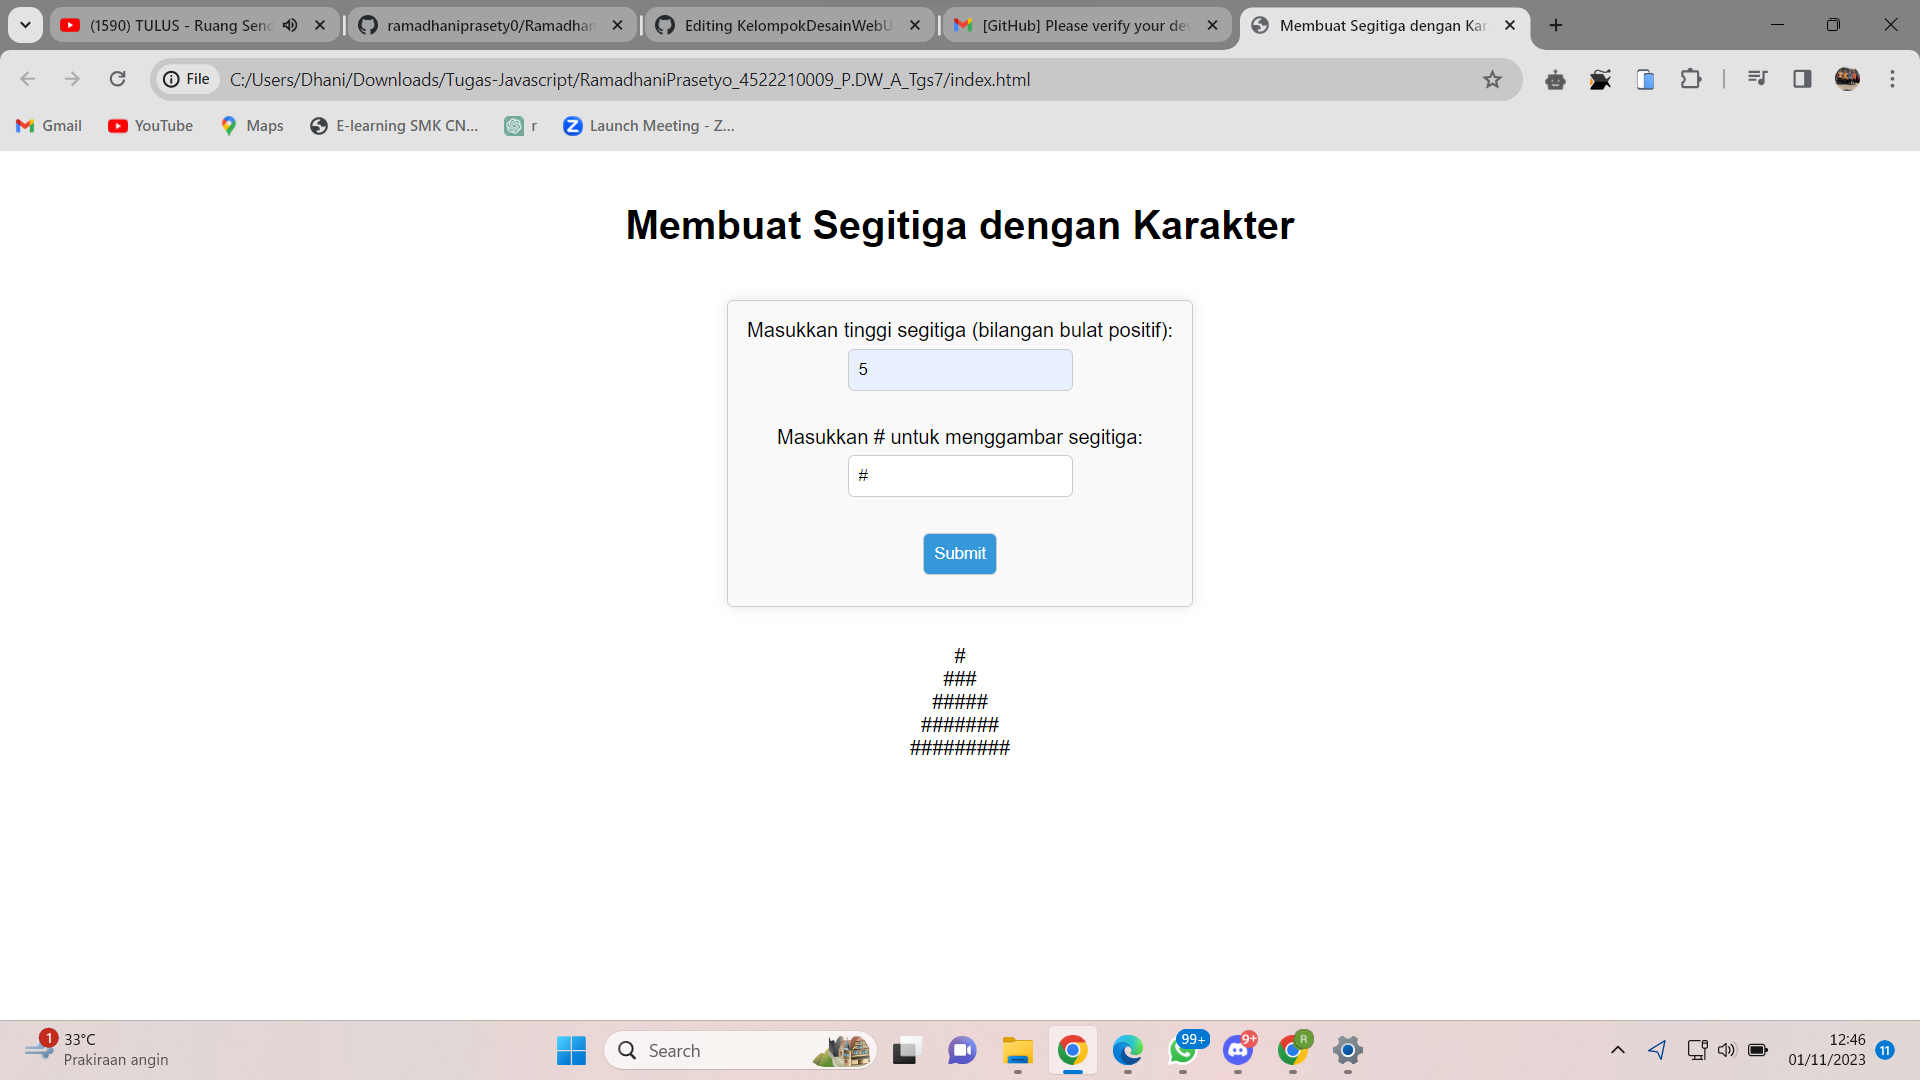 (1590) TULUS - Ruang Send
ramadhaniprasety0/Ramadhan
Editing KelompokDesainWebU
[GitHub] Please verify your dev
Membuat Segitiga dengan Kar
File
C:/Users/Dhani/Downloads/Tugas-Javascript/RamadhaniPrasetyo_4522210009_P.DW_A_Tgs7/index.html
Gmail
YouTube
Maps
E-learning SMK CN...
r
Launch Meeting - Z...
Membuat Segitiga dengan Karakter
Masukkan tinggi segitiga (bilangan bulat positif):
5
Masukkan # untuk menggambar segitiga:
#
Submit
#
###
#####
#######
#########
1
33°C
Prakiraan angin
Search
99+
9+
R
12:46
01/11/2023
11